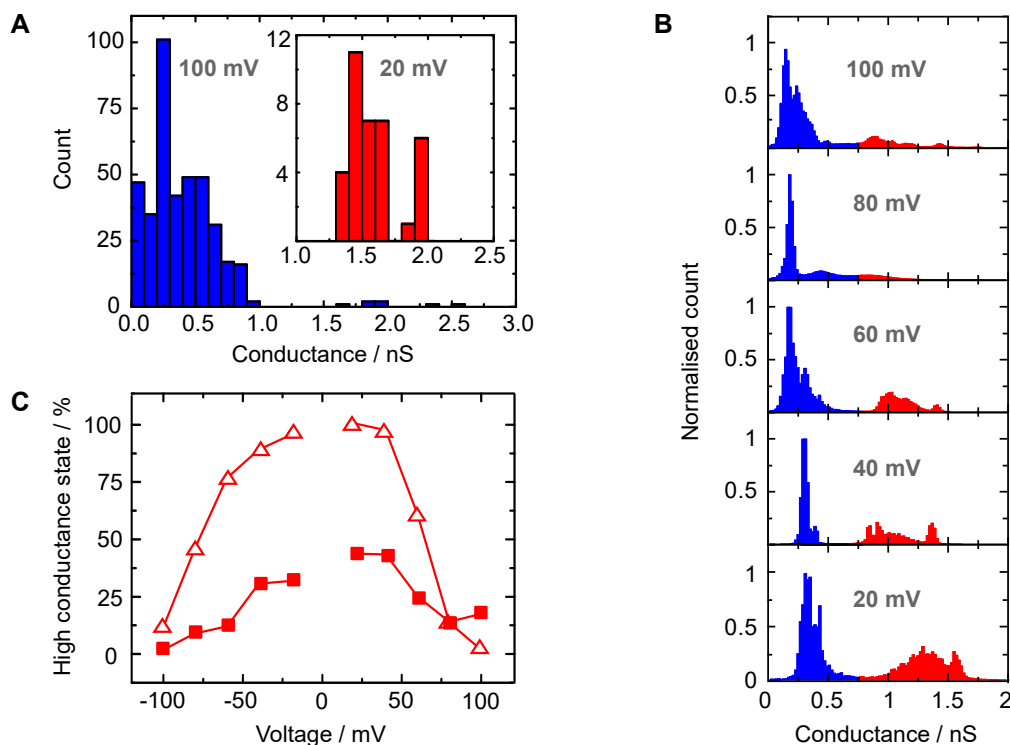 A
100
75
50
25
0
Count
100 mV
12
8
4
20 mV
1.0
1.5
2.0
2.5
0.0
0.5
1.0
1.5
2.0
2.5
3.0
Conductance / nS
B
Normalised count
1
0.5
100 mV
1
0.5
80 mV
1
0.5
60 mV
1
0.5
40 mV
1
0.5
0
20 mV
0
0.5
1
1.5
2
Conductance / nS
C
High conductance state / %
100
75
50
25
0
-100
-50
0
50
100
Voltage / mV